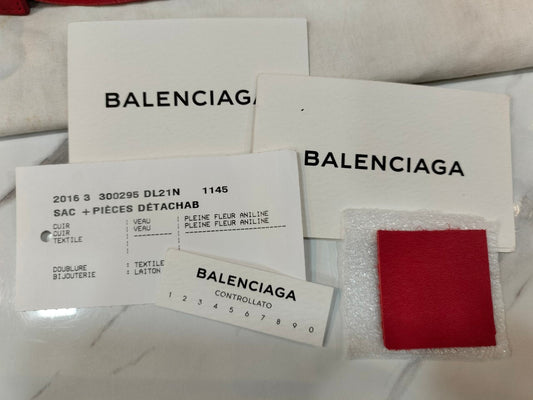 BALENCIAGA
BALENCIAGA
2016 3 300295 DL21N 1145
SAC + PIÈCES DÉTACHAB
CUIR : VEAU : PLEINE FLEUR ANILINE
CUIR : VEAU : PLEINE FLEUR ANILINE
TEXTILE
DOUBLURE : TEXTILE
BIJOUTERIE : LAITON
BALENCIAGA
CONTROLLATO
1 2 3 4 5 6 7 8 9 0